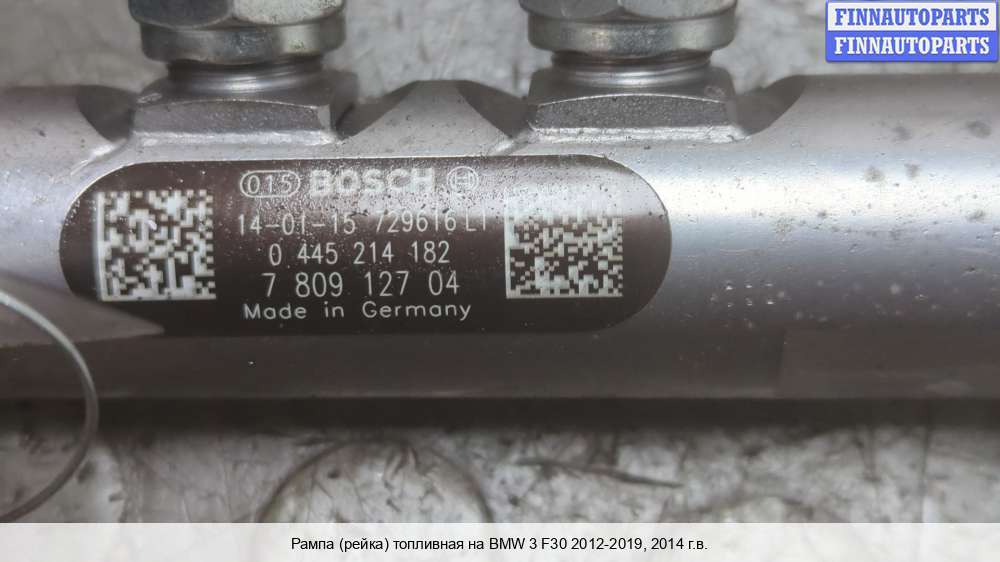 FINNAUTOPARTS
FINNAUTOPARTS
015 BOSCH
14-01-15 729616 L1
0 445 214 182
7 809 127 04
Made in Germany
Рампа (рейка) топливная на BMW 3 F30 2012-2019, 2014 г.в.